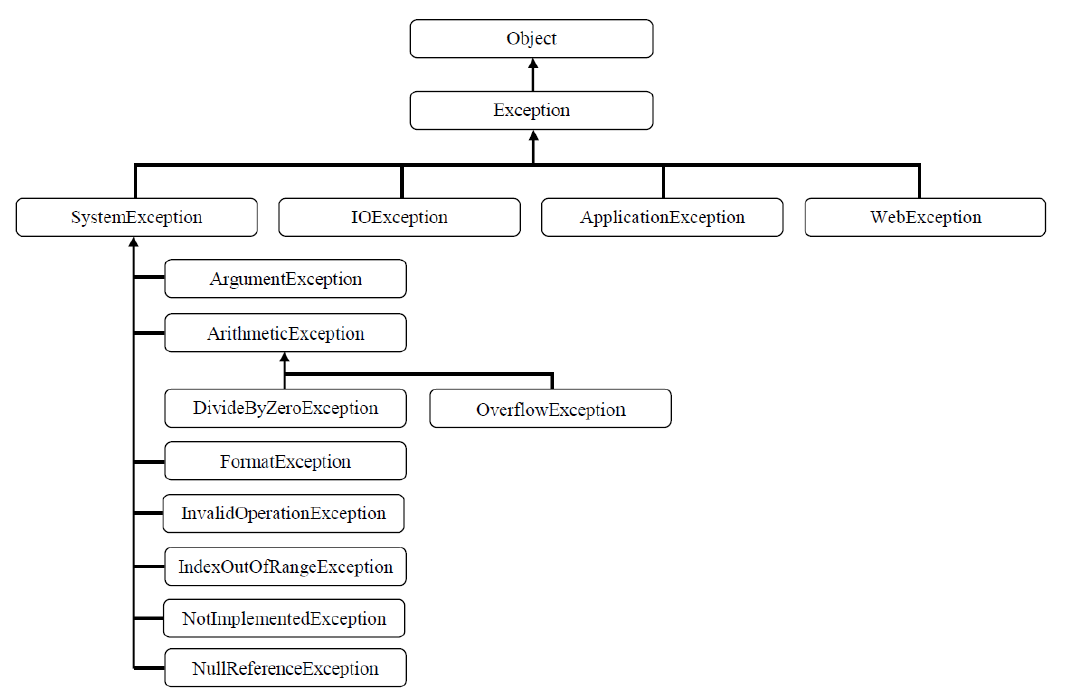 Object
Exception
SystemException
IOException
ApplicationException
WebException
ArgumentException
ArithmeticException
DivideByZeroException
OverflowException
FormatException
InvalidOperationException
IndexOutOfRangeException
NotImplementedException
NullReferenceException